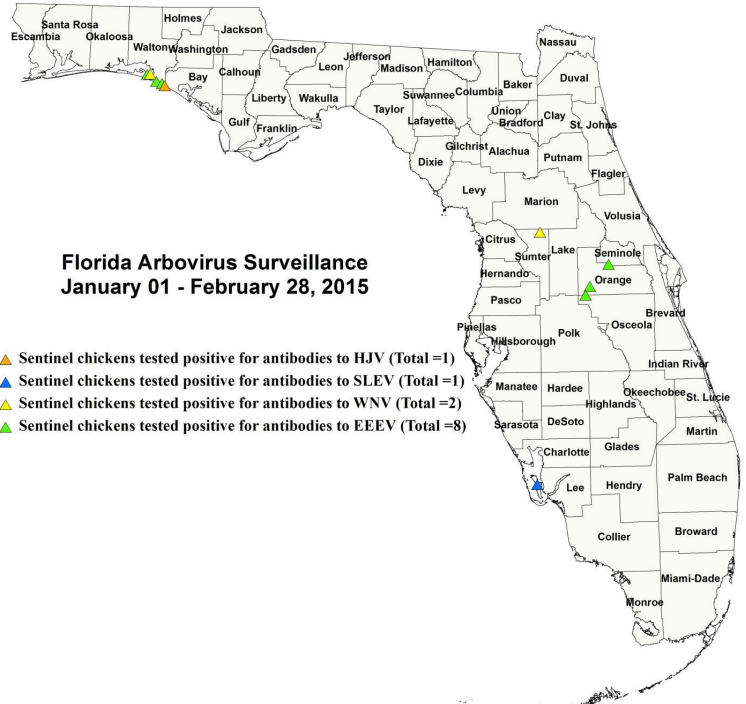 Holmes
Santa Rosa
Jackson
Escambia
Okaloosa
Walton
Washington
Gadsden
Jefferson
Nassau
Leon
Madison
Hamilton
Bay
Calhoun
Duval
Baker
Liberty
Wakulla
Suwannee
Columbia
Taylor
Union
Bradford
Clay
St. Johns
Gulf
Franklin
Lafayette
Gilchrist
Alachua
Putnam
Dixie
Flagler
Levy
Marion
Volusia
Citrus
Lake
Sumter
Seminole
Florida Arbovirus Surveillance
January 01 - February 28, 2015
Hernando
Orange
Pasco
Brevard
Pinellas
Hillsborough
Polk
Osceola
Sentinel chickens tested positive for antibodies to HJV (Total =1)
Sentinel chickens tested positive for antibodies to SLEV (Total =1)
Sentinel chickens tested positive for antibodies to WNV (Total =2)
Sentinel chickens tested positive for antibodies to EEEV (Total =8)
Indian River
Manatee
Hardee
Okeechobee
St. Lucie
Highlands
Sarasota
DeSoto
Martin
Charlotte
Glades
Lee
Hendry
Palm Beach
Collier
Broward
Miami-Dade
Monroe